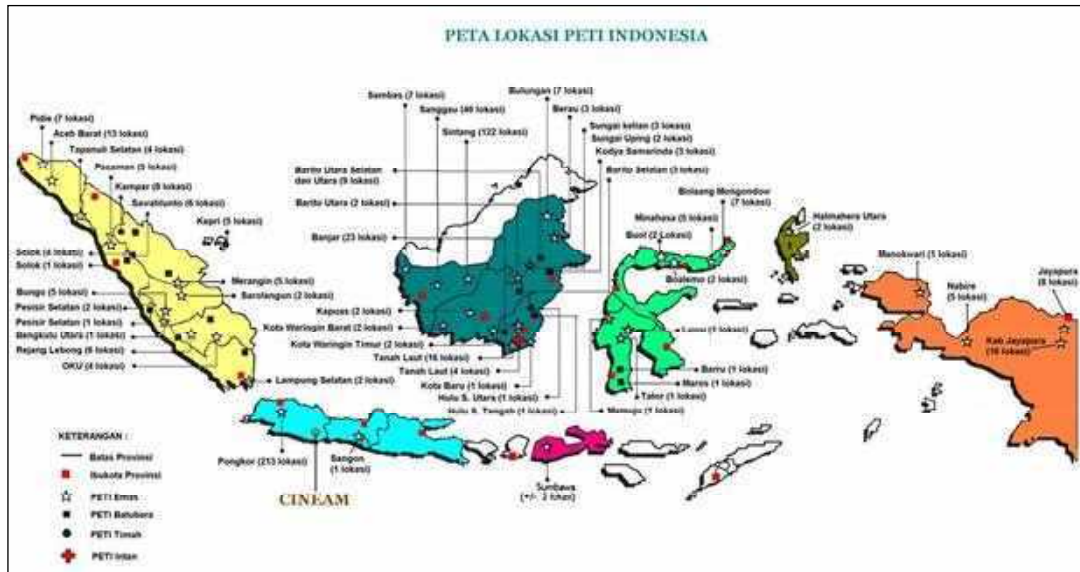 PETA LOKASI PETI INDONESIA
Pidie (7 lokasi)
Aceh Barat (13 lokasi)
Tapanuli Selatan (4 lokasi)
Pasaman (5 lokasi)
Kampar (8 lokasi)
Sawahlunto (6 lokasi)
Kepri (5 lokasi)
Solok (4 lokasi)
Solok (1 lokasi)
Bungo (5 lokasi)
Pesisir Selatan (2 lokasi)
Pesisir Selatan (1 lokasi)
Bengkulu Utara (1 lokasi)
Rejang Lebong (6 lokasi)
OKU (4 lokasi)
Merangin (5 lokasi)
Sarolangun (2 lokasi)
Lampung Selatan (2 lokasi)
Sambas (7 lokasi)
Sanggau (46 lokasi)
Sintang (122 lokasi)
Bulungan (7 lokasi)
Berau (3 lokasi)
Sungai kelian (3 lokasi)
Sungai Uping (2 lokasi)
Kodya Samarinda (3 lokasi)
Barito Selatan (3 lokasi)
Barito Utara Selatan
dan Utara (9 lokasi)
Barito Utara (2 lokasi)
Banjar (23 lokasi)
Kapuas (2 lokasi)
Kota Waringin Barat (2 lokasi)
Kota Waringin Timur (2 lokasi)
Tanah Laut (16 lokasi)
Tanah Laut (4 lokasi)
Kota Baru (1 lokasi)
Hulu S. Utara (1 lokasi)
Hulu S. Tengah (1 lokasi)
Bolaang Mongondow
(7 lokasi)
Minahasa (5 lokasi)
Buol (2 Lokasi)
Boalemo (2 lokasi)
(1 lokasi)
Barru (1 lokasi)
Maros (1 lokasi)
Tator (1 lokasi)
Mamuju (1 lokasi)
Halmahera Utara
(2 lokasi)
Manokwari (1 lokasi)
Nabire
(5 lokasi)
Jayapura
(8 lokasi)
Kab Jayapura
(16 lokasi)
Pongkor (213 lokasi)
Sangon
(1 lokasi)
CINEAM
Sumbawa
(+/- 2 lokasi)
KETERANGAN :
Batas Provinsi
Ibukota Provinsi
PETI Emas
PETI Batubara
PETI Timah
PETI Intan